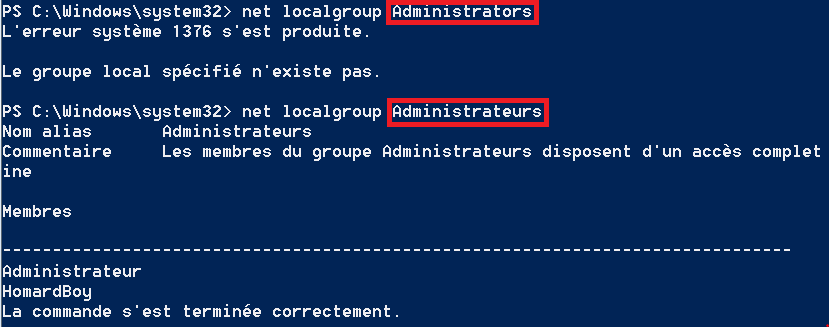 PS C:\Windows\system32> net localgroup Administrators
L'erreur système 1376 s'est produite.
Le groupe local spécifié n'existe pas.
PS C:\Windows\system32> net localgroup Administrateurs
Nom alias Administrateurs
Commentaire Les membres du groupe Administrateurs disposent d'un accès complet
ine
Membres
-------------------------------------------------------------------------------
Administrateur
HomardBoy
La commande s'est terminée correctement.